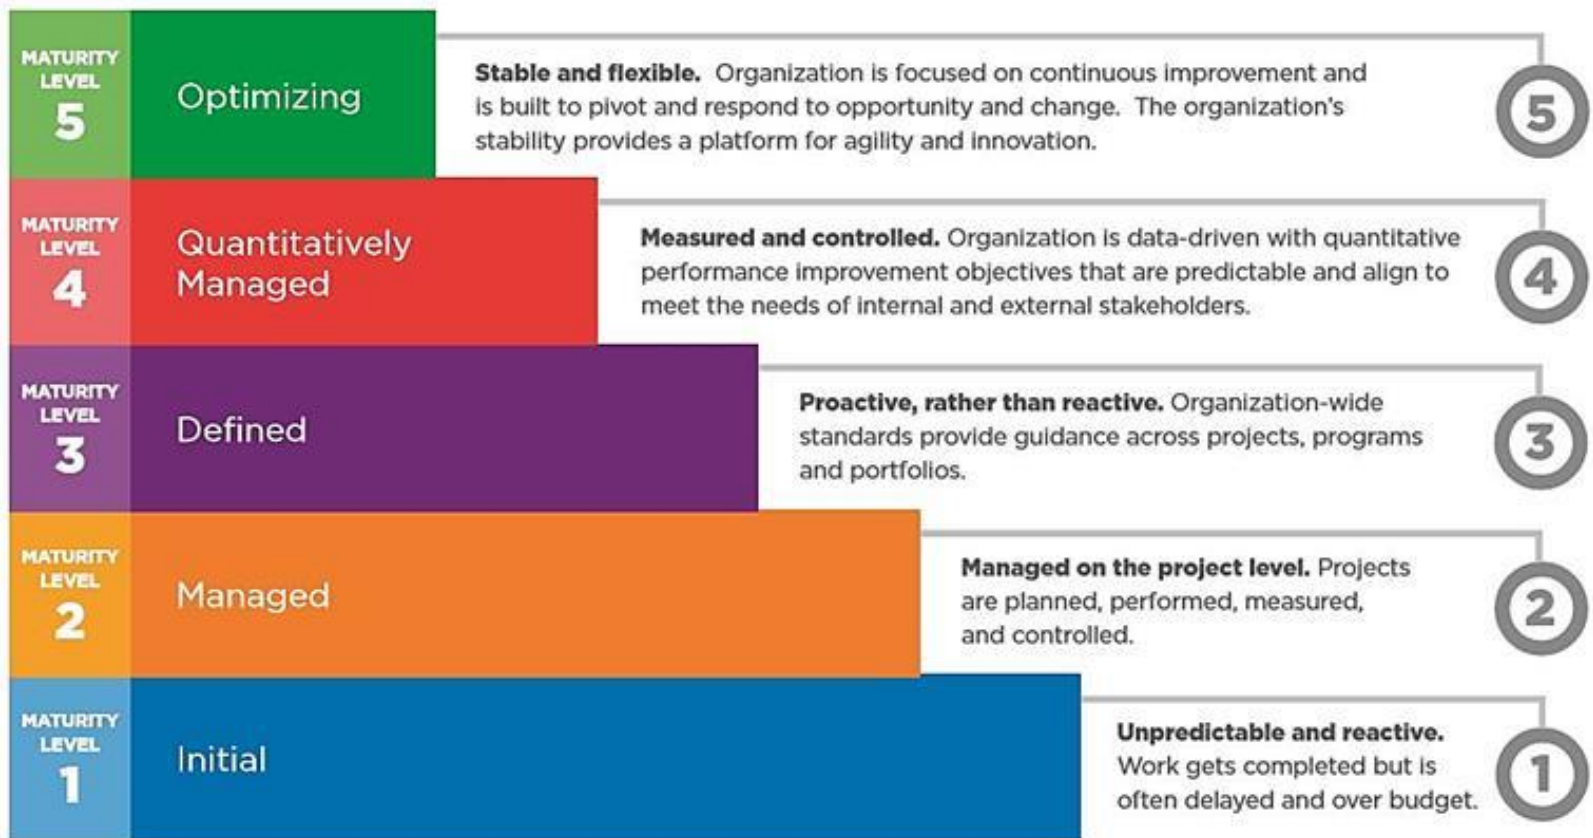 MATURITY
LEVEL
5
Optimizing
Stable and flexible. Organization is focused on continuous improvement and
is built to pivot and respond to opportunity and change. The organization's
stability provides a platform for agility and innovation.
5
MATURITY
LEVEL
4
Quantitatively
Managed
Measured and controlled. Organization is data-driven with quantitative
performance improvement objectives that are predictable and align to
meet the needs of internal and external stakeholders.
4
MATURITY
LEVEL
3
Defined
Proactive, rather than reactive. Organization-wide
standards provide guidance across projects, programs
and portfolios.
3
MATURITY
LEVEL
2
Managed
Managed on the project level. Projects
are planned, performed, measured,
and controlled.
2
MATURITY
LEVEL
1
Initial
Unpredictable and reactive.
Work gets completed but is
often delayed and over budget.
1